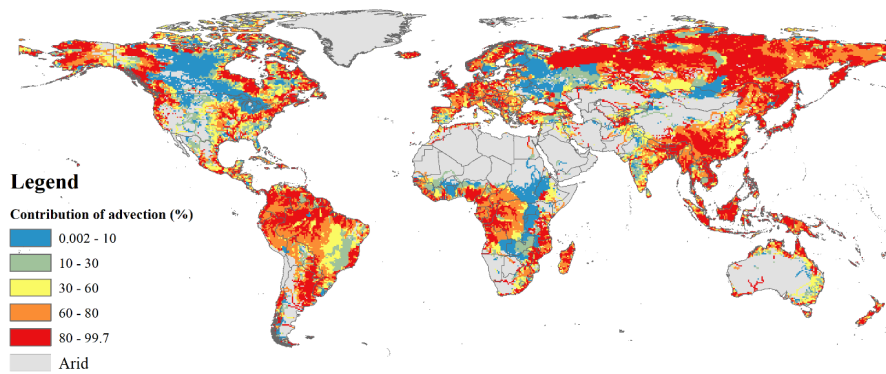 Legend
Contribution of advection (%)
0.002 - 10
10 - 30
30 - 60
60 - 80
80 - 99.7
Arid